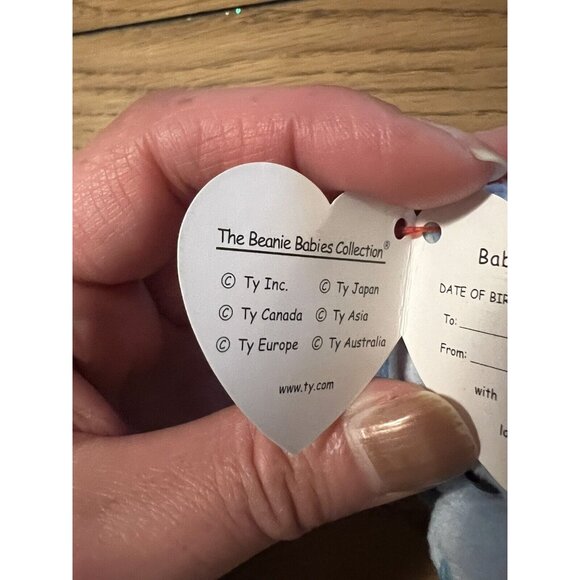 The Beanie Babies Collection®
© Ty Inc. © Ty Japan
© Ty Canada © Ty Asia
© Ty Europe © Ty Australia
www.ty.com
Bab
DATE OF BIR
To:
From:
with